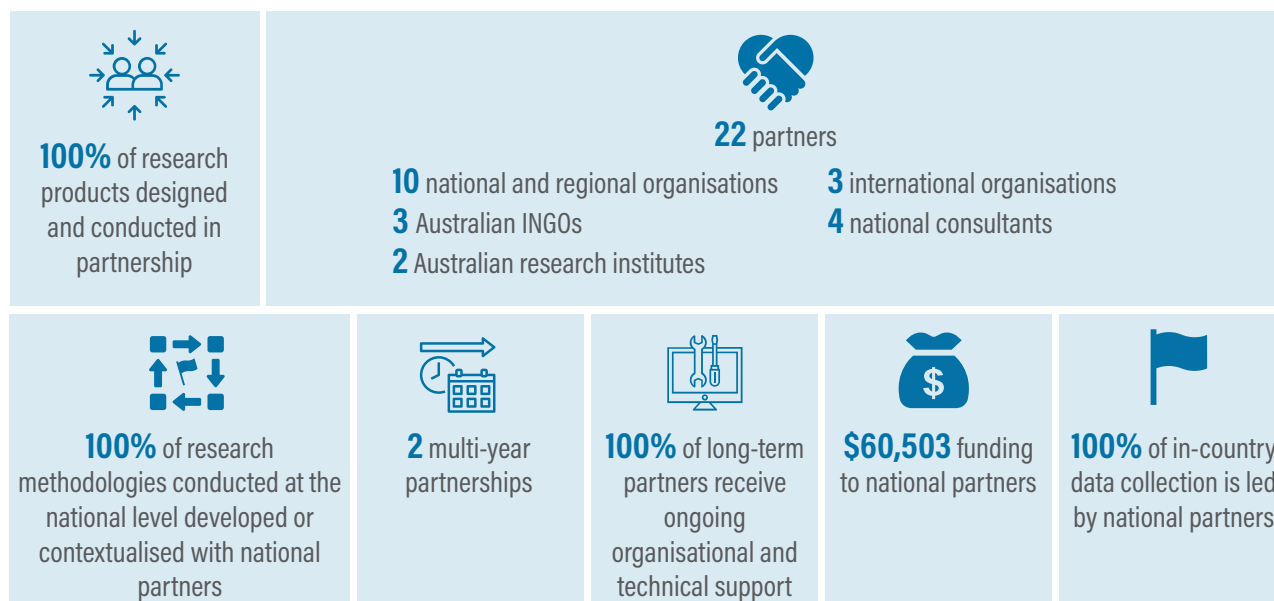 100% of research
products designed
and conducted in
partnership
22 partners
10 national and regional organisations
3 Australian INGOs
2 Australian research institutes
3 international organisations
4 national consultants
100% of research
methodologies conducted at the
national level developed or
contextualised with national
partners
2 multi-year
partnerships
100% of long-term
partners receive
ongoing
organisational and
technical support
$60,503 funding
to national partners
100% of in-country
data collection is led
by national partners